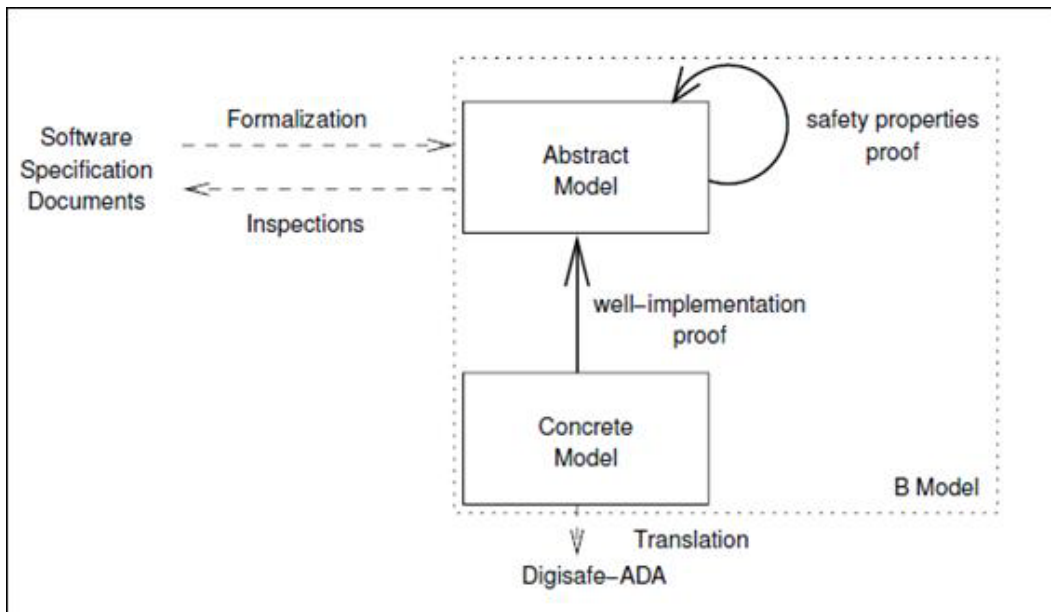 Formalization
Software
Specification
Documents
Inspections
Abstract
Model
safety properties
proof
well–implementation
proof
Concrete
Model
B Model
Translation
Digisafe–ADA